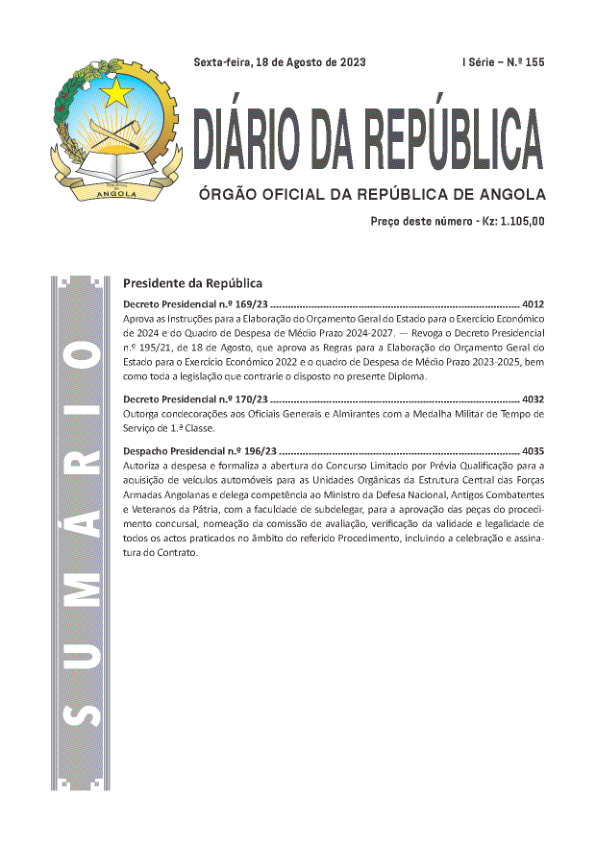 Sexta-feira, 18 de Agosto de 2023
I Série – N.º 155
DIÁRIO DA REPÚBLICA
ÓRGÃO OFICIAL DA REPÚBLICA DE ANGOLA
Preço deste número - Kz: 1.105,00
República
de
ANGOLA
SUMÁRIO
Presidente da República
Decreto Presidencial n.º 169/23 ........................................................................................ 4012
Aprova as Instruções para a Elaboração do Orçamento Geral do Estado para o Exercício Económico
de 2024 e do Quadro de Despesa de Médio Prazo 2024-2027. — Revoga o Decreto Presidencial
n.º 195/21, de 18 de Agosto, que aprova as Regras para a Elaboração do Orçamento Geral do
Estado para o Exercício Económico 2022 e o quadro de Despesa de Médio Prazo 2023-2025, bem
como toda a legislação que contrarie o disposto no presente Diploma.
Decreto Presidencial n.º 170/23 ........................................................................................ 4032
Outorga condecorações aos Oficiais Generais e Almirantes com a Medalha Militar de Tempo de
Serviço de 1.ª Classe.
Despacho Presidencial n.º 196/23 ..................................................................................... 4035
Autoriza a despesa e formaliza a abertura do Concurso Limitado por Prévia Qualificação para a
aquisição de veículos automóveis para as Unidades Orgânicas da Estrutura Central das Forças
Armadas Angolanas e delega competência ao Ministro da Defesa Nacional, Antigos Combatentes
e Veteranos da Pátria, com a faculdade de subdelegar, para a aprovação das peças do procedi-
mento concursal, nomeação da comissão de avaliação, verificação da validade e legalidade de
todos os actos praticados no âmbito do referido Procedimento, incluindo a celebração e assina-
tura do Contrato.